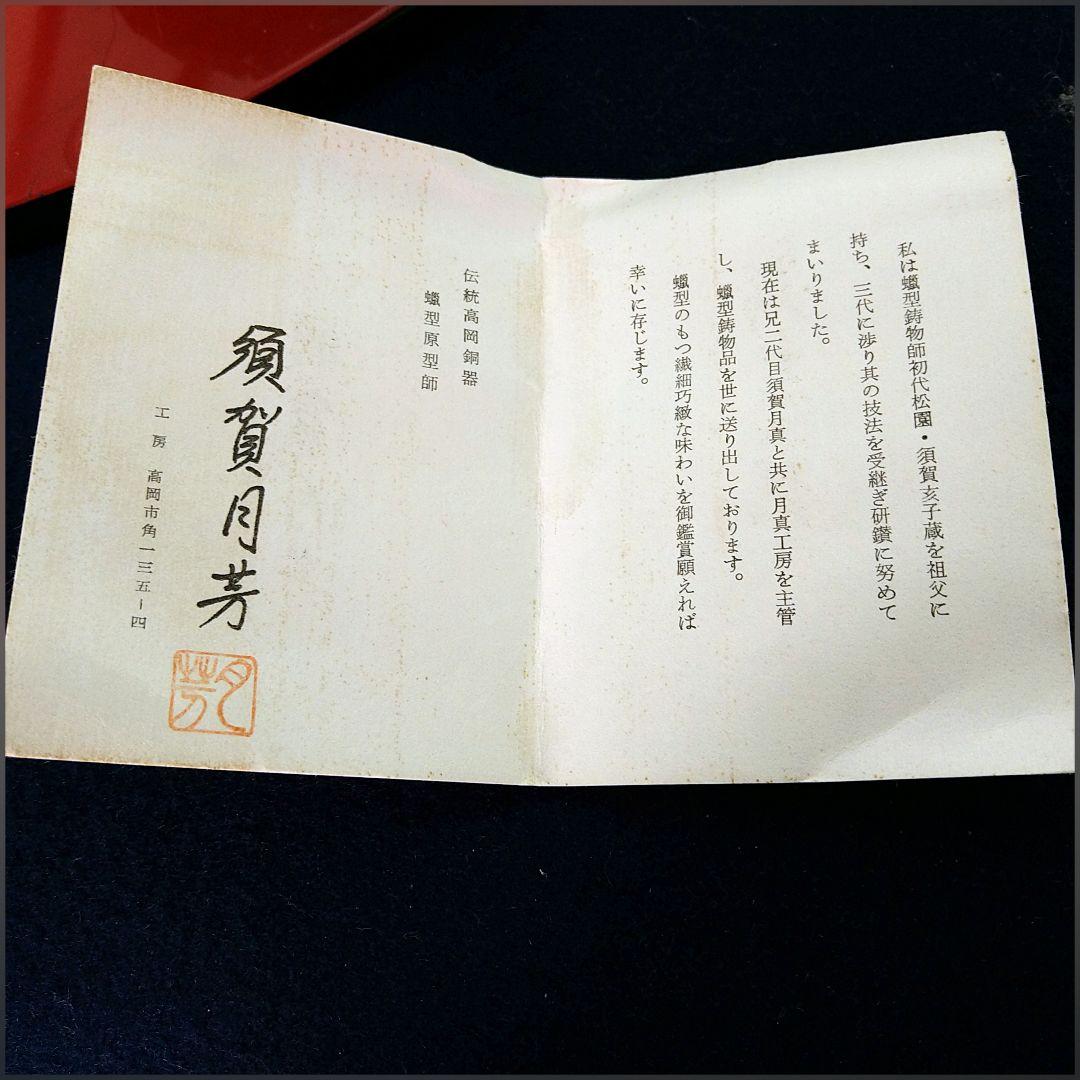 私は蠟型鋳物師初代松園・須賀亥子蔵を祖父に
持ち、三代に渉り其の技法を受継ぎ研鑽に努めて
まいりました。
現在は兄二代目須賀月真と共に月真工房を主管
し、蠟型鋳物品を世に送り出しております。
蠟型のもつ繊細巧緻な味わいを御鑑賞願えれば
幸いに存じます。
伝統高岡銅器
蠟型原型師
須賀月芳
工房 高岡市角一三五-四
月芳